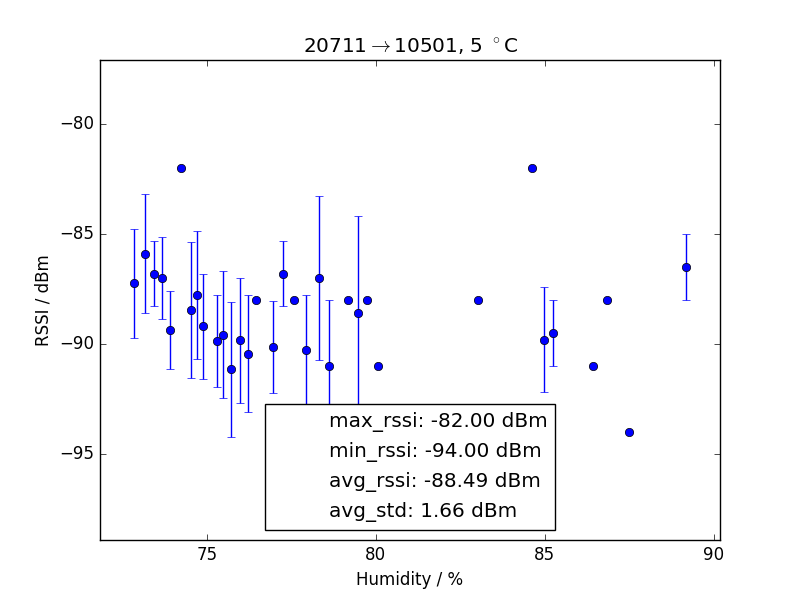 20711→10501, 5 °C
−80
−85
−90
−95
RSSI / dBm
max_rssi: -82.00 dBm
min_rssi: -94.00 dBm
avg_rssi: -88.49 dBm
avg_std: 1.66 dBm
75
80
85
90
Humidity / %